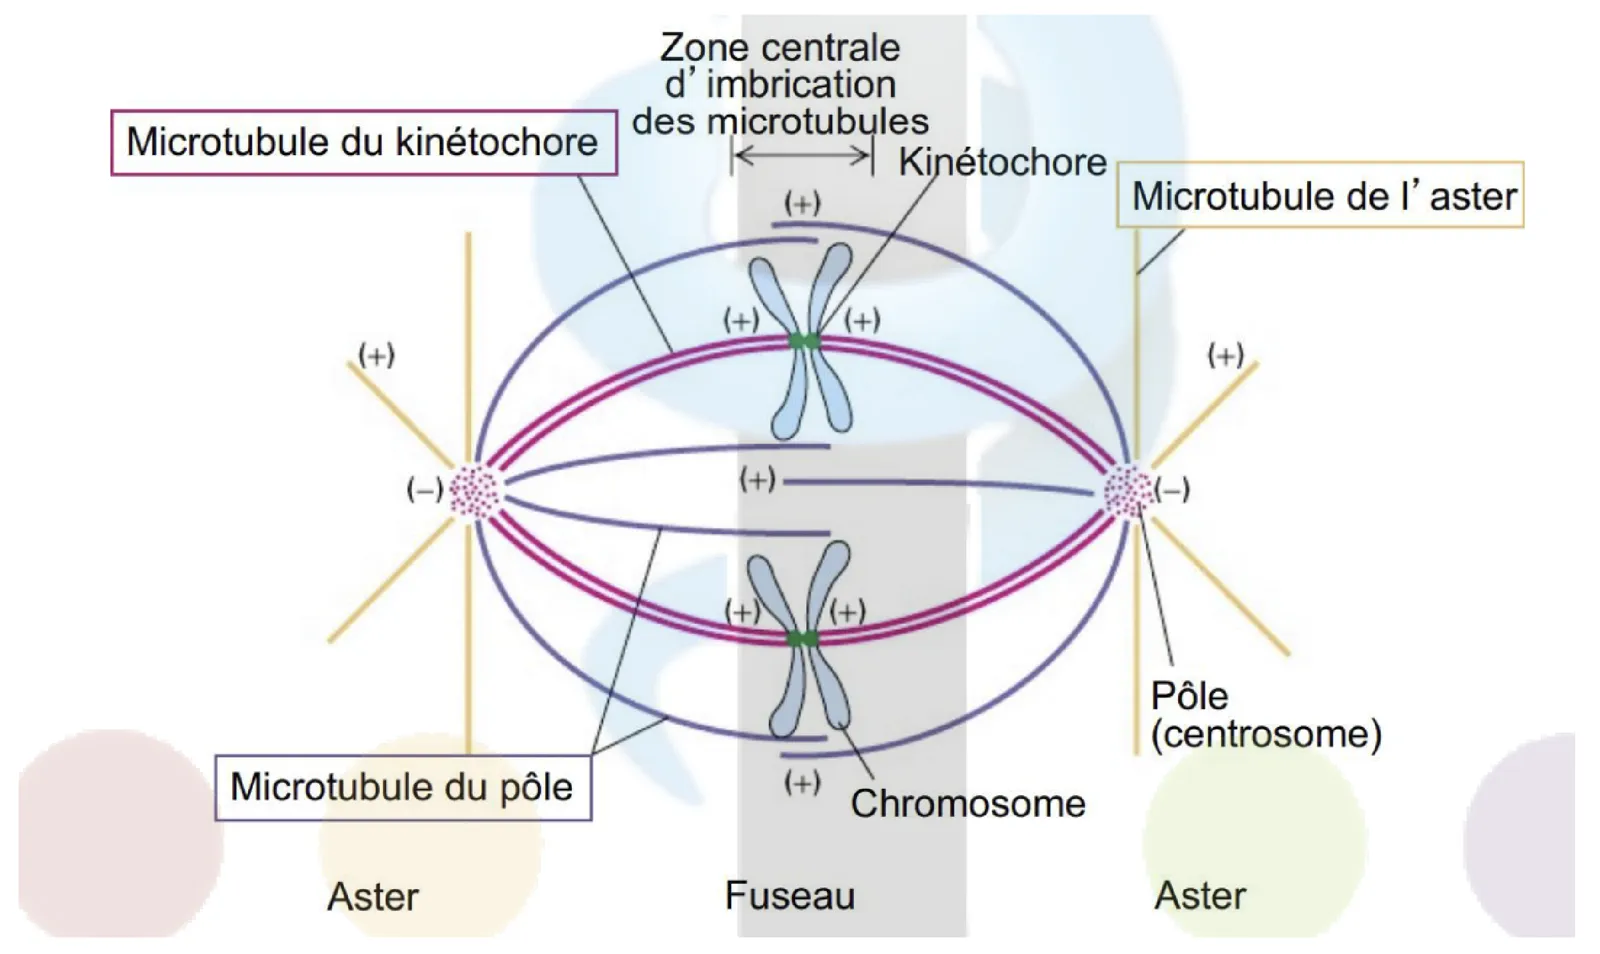 Zone centrale
d’ imbrication
des microtubules
Microtubule du kinétochore
Kinétochore
Microtubule de l’ aster
(+)
(+)
(+)
(+)
(+)
(–)
(+)
(–)
(+)
(+)
Pôle
(centrosome)
Microtubule du pôle
(+)
Chromosome
Aster
Fuseau
Aster